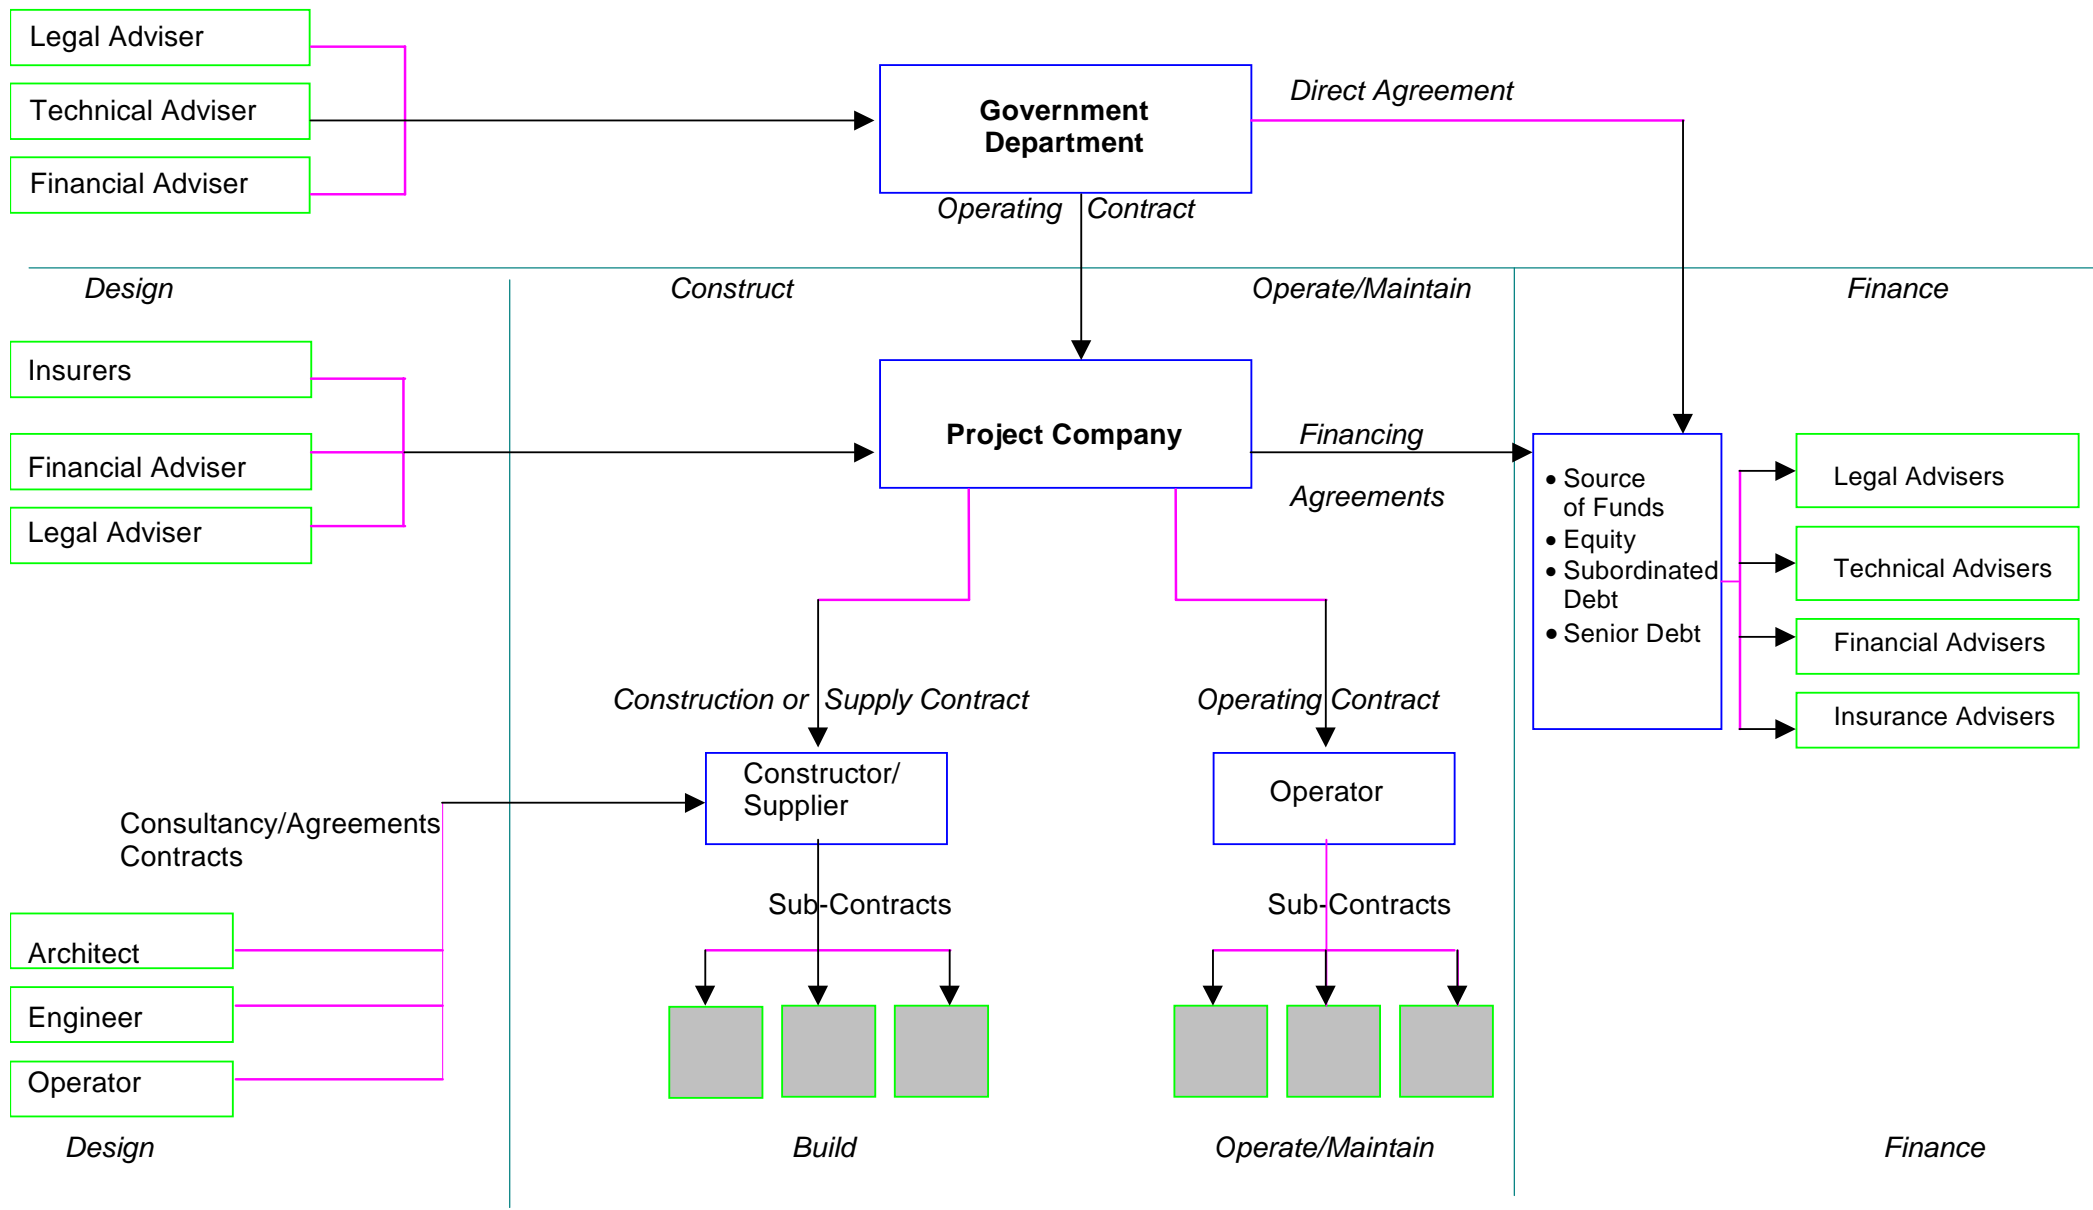 Legal Adviser
Technical Adviser
Financial Adviser
Government
Department
Direct Agreement
Operating Contract
Design
Construct
Operate/Maintain
Finance
Insurers
Financial Adviser
Legal Adviser
Project Company
Financing
Agreements
• Source
of Funds
• Equity
• Subordinated
Debt
• Senior Debt
Legal Advisers
Technical Advisers
Financial Advisers
Insurance Advisers
Construction or Supply Contract
Operating Contract
Constructor/
Supplier
Operator
Consultancy/Agreements
Contracts
Sub-Contracts
Sub-Contracts
Architect
Engineer
Operator
Design
Build
Operate/Maintain
Finance